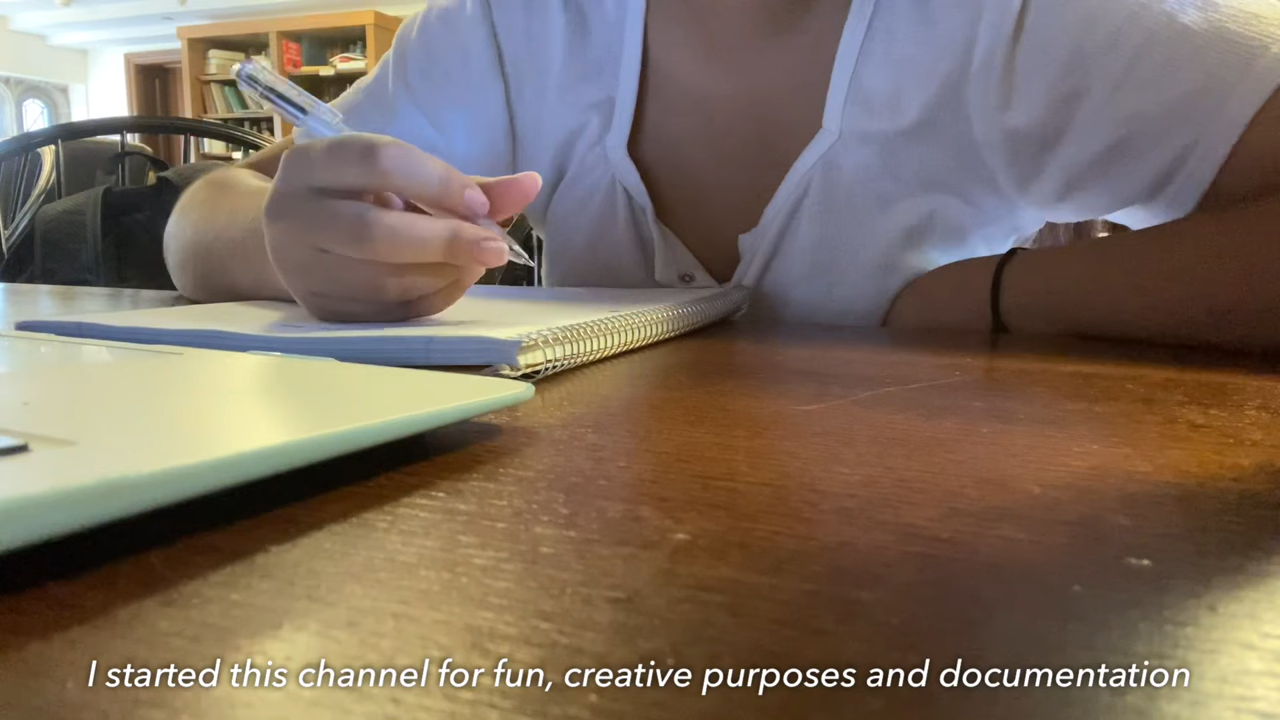 I started this channel for fun, creative purposes and documentation